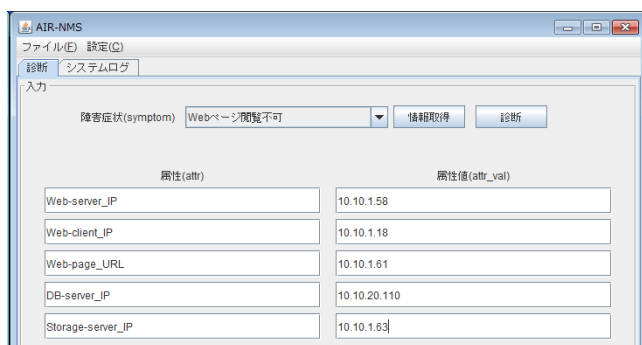 AIR-NMS
ファイル(F) 設定(C)
診断 システムログ
入力
障害症状(symptom) Webページ閲覧不可 情報取得 診断
属性(attr) 属性値(attr_val)
Web-server_IP 10.10.1.58
Web-client_IP 10.10.1.18
Web-page_URL 10.10.1.61
DB-server_IP 10.10.20.110
Storage-server_IP 10.10.1.63